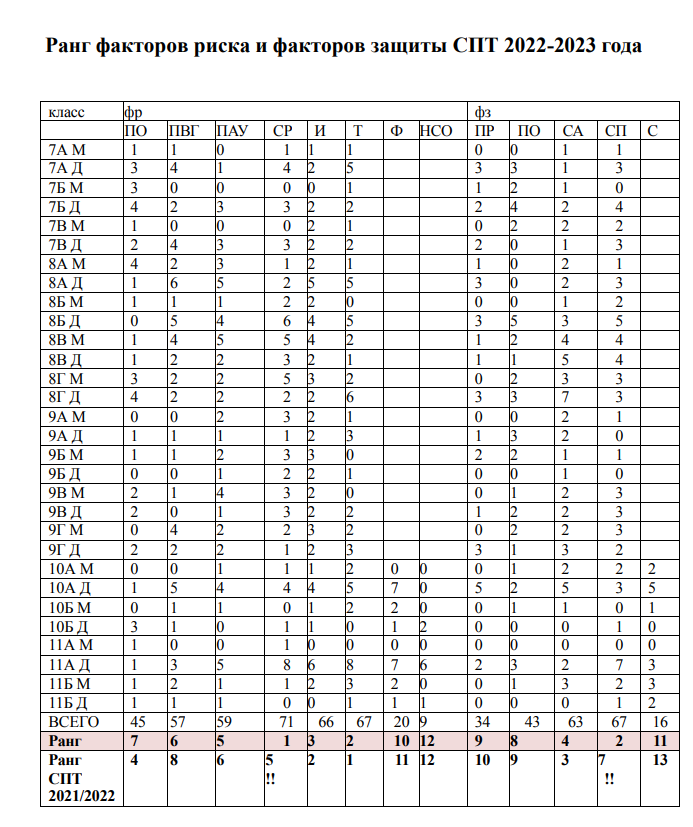 Ранг факторов риска и факторов защиты СПТ 2022-2023 года
класс фр фз
ПО ПВГ ПАУ СР И Т Ф НСО ПР ПО СА СП С
7А М 1 1 0 1 1 1 0 0 1 1
7А Д 3 4 1 4 2 5 3 3 1 3
7Б М 3 0 0 0 0 1 1 2 1 0
7Б Д 4 2 3 3 2 2 2 4 2 4
7В М 1 0 0 0 2 1 0 2 2 2
7В Д 2 4 3 3 2 2 2 0 1 3
8А М 4 2 3 1 2 1 1 0 2 1
8А Д 1 6 5 2 5 5 3 0 2 3
8Б М 1 1 1 2 2 0 0 0 1 2
8Б Д 0 5 4 6 4 5 3 5 3 5
8В М 1 4 5 5 4 2 1 2 4 4
8В Д 1 2 2 3 2 1 1 1 5 4
8Г М 3 2 2 5 3 2 0 2 3 3
8Г Д 4 2 2 2 2 6 3 3 7 3
9А М 0 0 2 3 2 1 0 0 2 1
9А Д 1 1 1 1 2 3 1 3 2 0
9Б М 1 1 2 3 3 0 2 2 1 1
9Б Д 0 0 1 2 2 1 0 0 1 0
9В М 2 1 4 3 2 0 0 1 2 3
9В Д 2 0 1 3 2 2 1 2 2 3
9Г М 0 4 2 2 3 2 0 2 2 3
9Г Д 2 2 2 1 2 3 3 1 3 2
10А М 0 0 1 1 1 2 0 0 0 1 2 2 2
10А Д 1 5 4 4 4 5 7 0 5 2 5 3 5
10Б М 0 1 1 0 1 2 2 0 0 1 1 0 1
10Б Д 3 1 0 1 1 0 1 2 0 0 0 1 0
11А М 1 0 0 1 0 0 0 0 0 0 0 0 0
11А Д 1 3 5 8 6 8 7 6 2 3 2 7 3
11Б М 1 2 1 1 2 3 2 0 0 1 3 2 3
11Б Д 1 1 1 0 0 1 1 1 0 0 0 1 2
ВСЕГО 45 57 59 71 66 67 20 9 34 43 63 67 16
Ранг 7 6 5 1 3 2 10 12 9 8 4 2 11
Ранг 4 8 6 5 2 1 11 12 10 9 3 7 13
СПТ !! !!
2021/2022